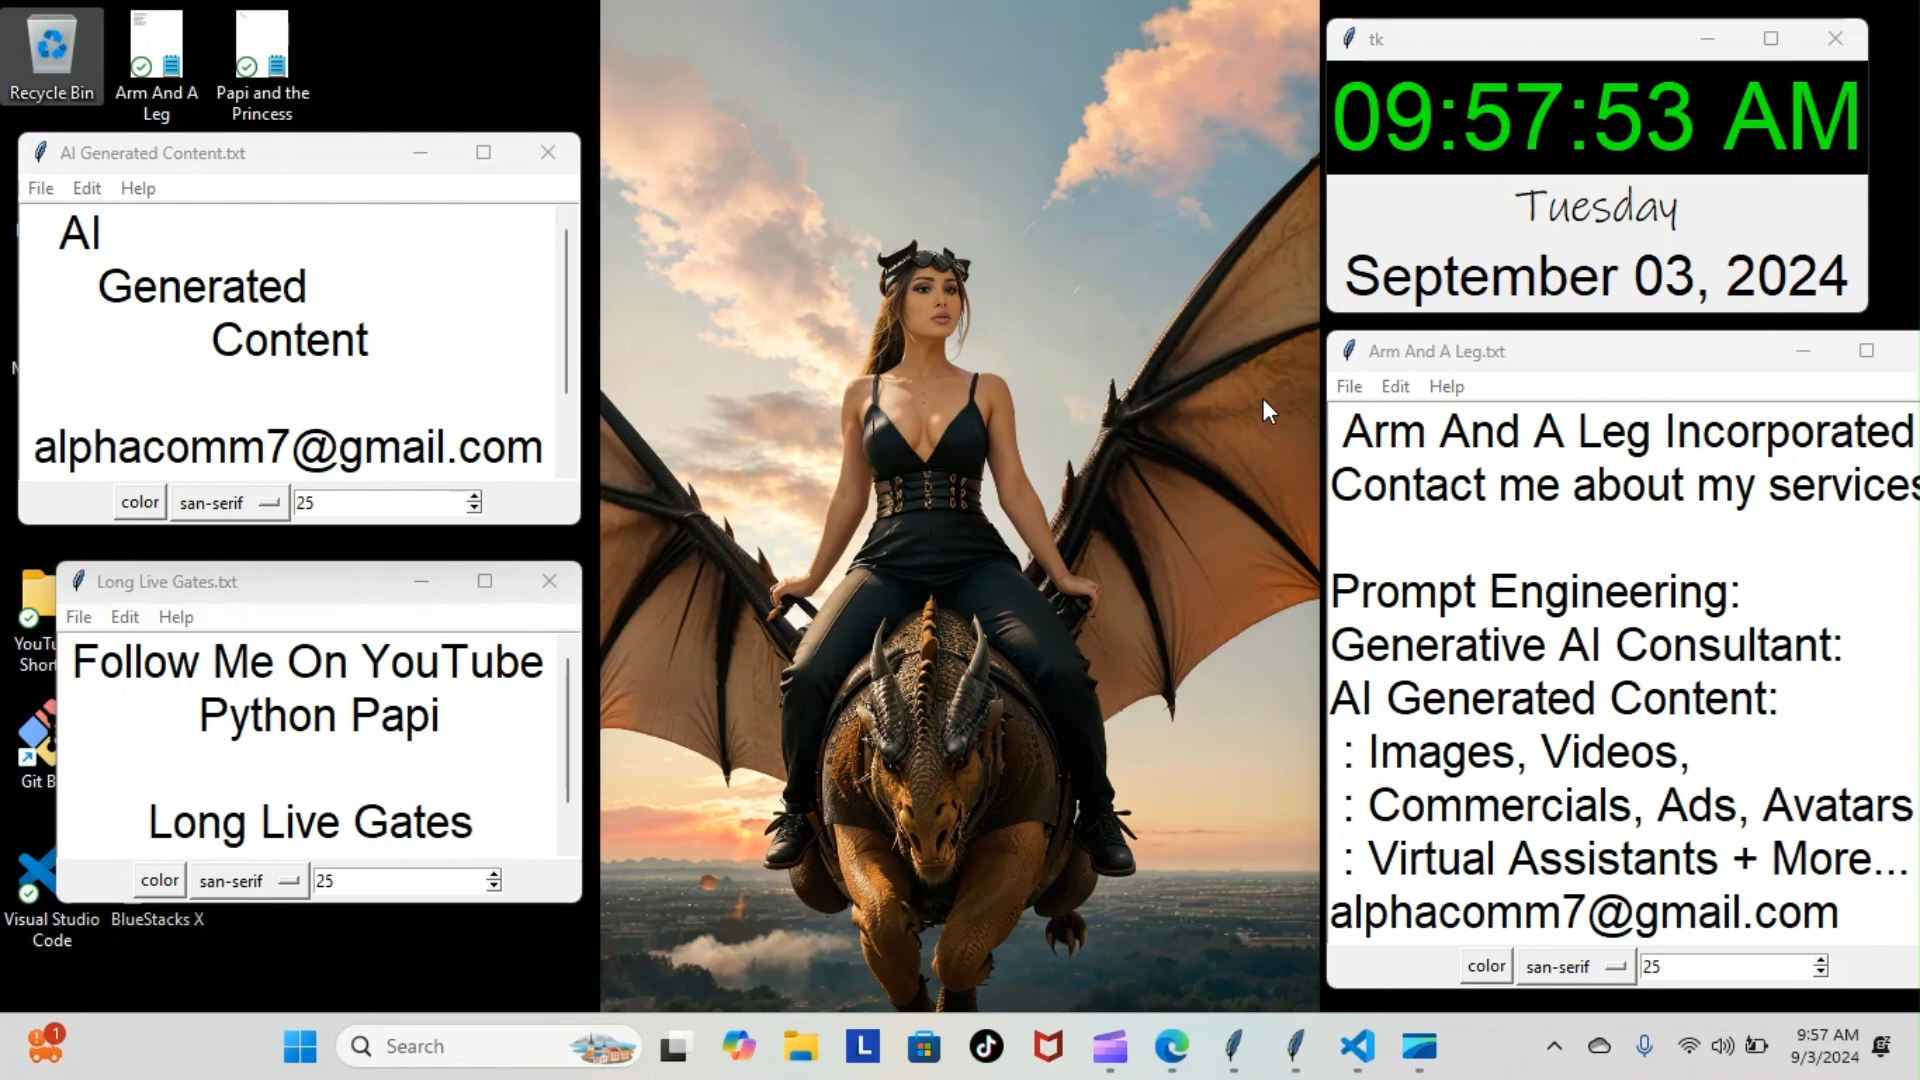 Recycle Bin
Arm And A
Leg
Papi and the
Princess
AI Generated Content.txt
File Edit Help
AI
Generated
Content
alphacomm7@gmail.com
color san-serif 25
Long Live Gates.txt
File Edit Help
Follow Me On YouTube
Python Papi
Long Live Gates
color san-serif 25
YouTu
Shor
Git B
Visual Studio
Code
BlueStacks X
tk
09:57:53 AM
Tuesday
September 03, 2024
Arm And A Leg.txt
File Edit Help
Arm And A Leg Incorporated
Contact me about my services
Prompt Engineering:
Generative AI Consultant:
AI Generated Content:
: Images, Videos,
: Commercials, Ads, Avatars
: Virtual Assistants + More...
alphacomm7@gmail.com
color san-serif 25
1
Search
L
9:57 AM
9/3/2024